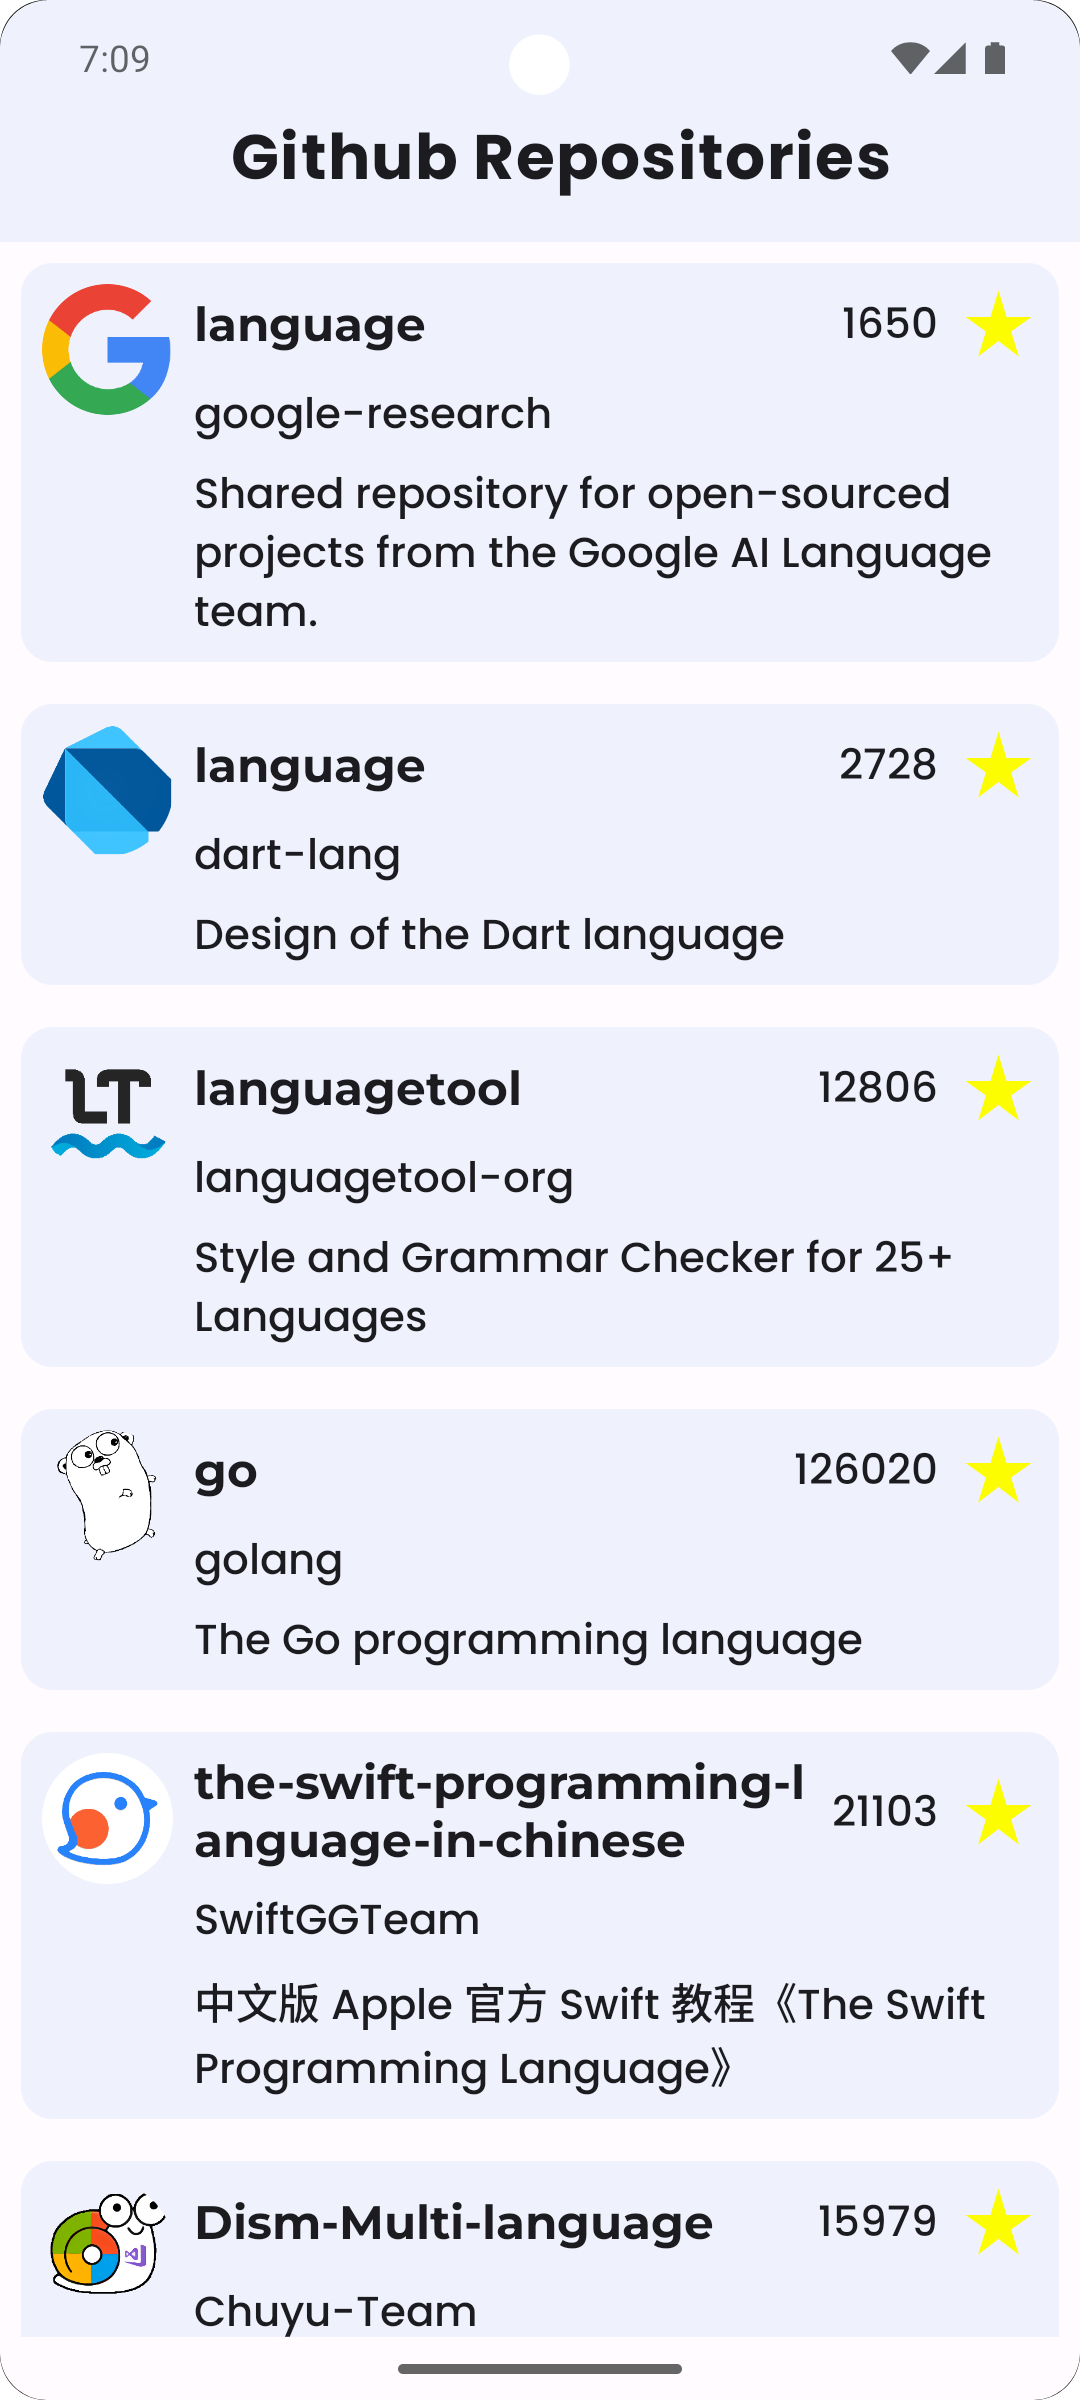 7:09
Github Repositories
language 1650
google-research
Shared repository for open-sourced
projects from the Google AI Language
team.
language 2728
dart-lang
Design of the Dart language
LT
languagetool 12806
languagetool-org
Style and Grammar Checker for 25+
Languages
go 126020
golang
The Go programming language
the-swift-programming-l
anguage-in-chinese 21103
SwiftGGTeam
中文版 Apple 官方 Swift 教程《The Swift
Programming Language》
Dism-Multi-language 15979
Chuyu-Team